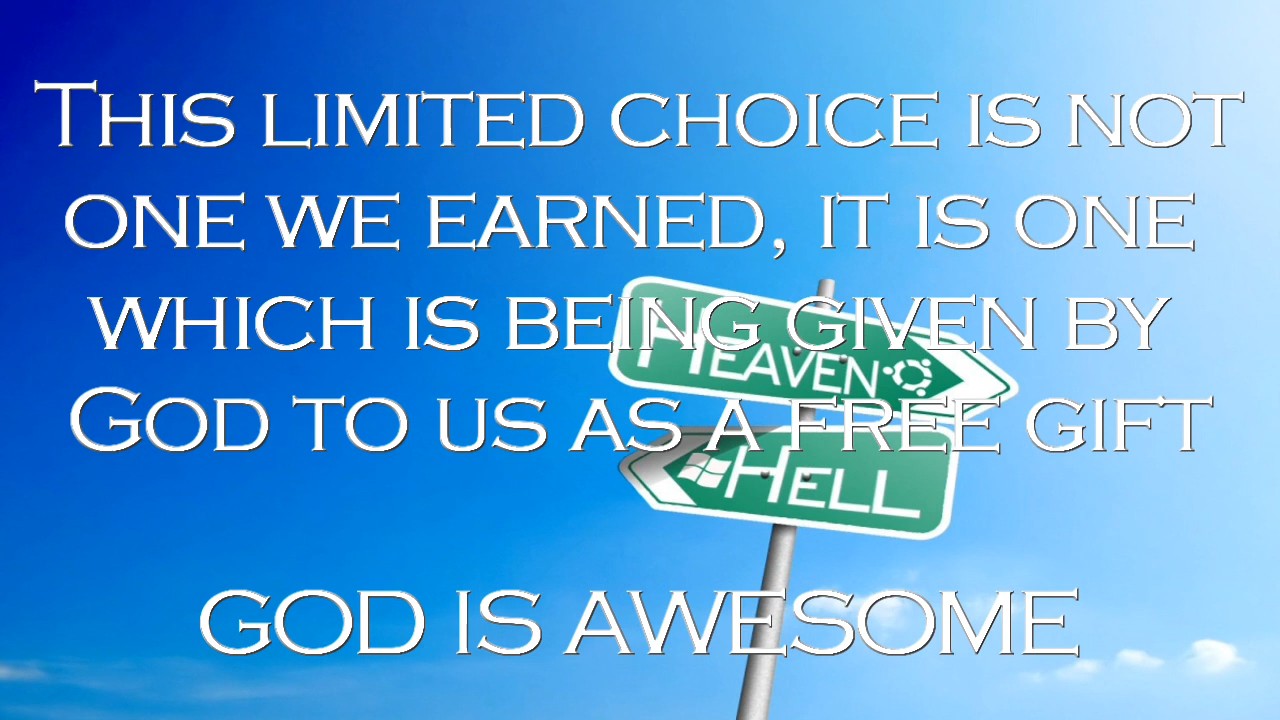 This limited choice is not
one we earned, it is one
which is being given by
God to us as a free gift
Heaven
Hell
GOD IS AWESOME